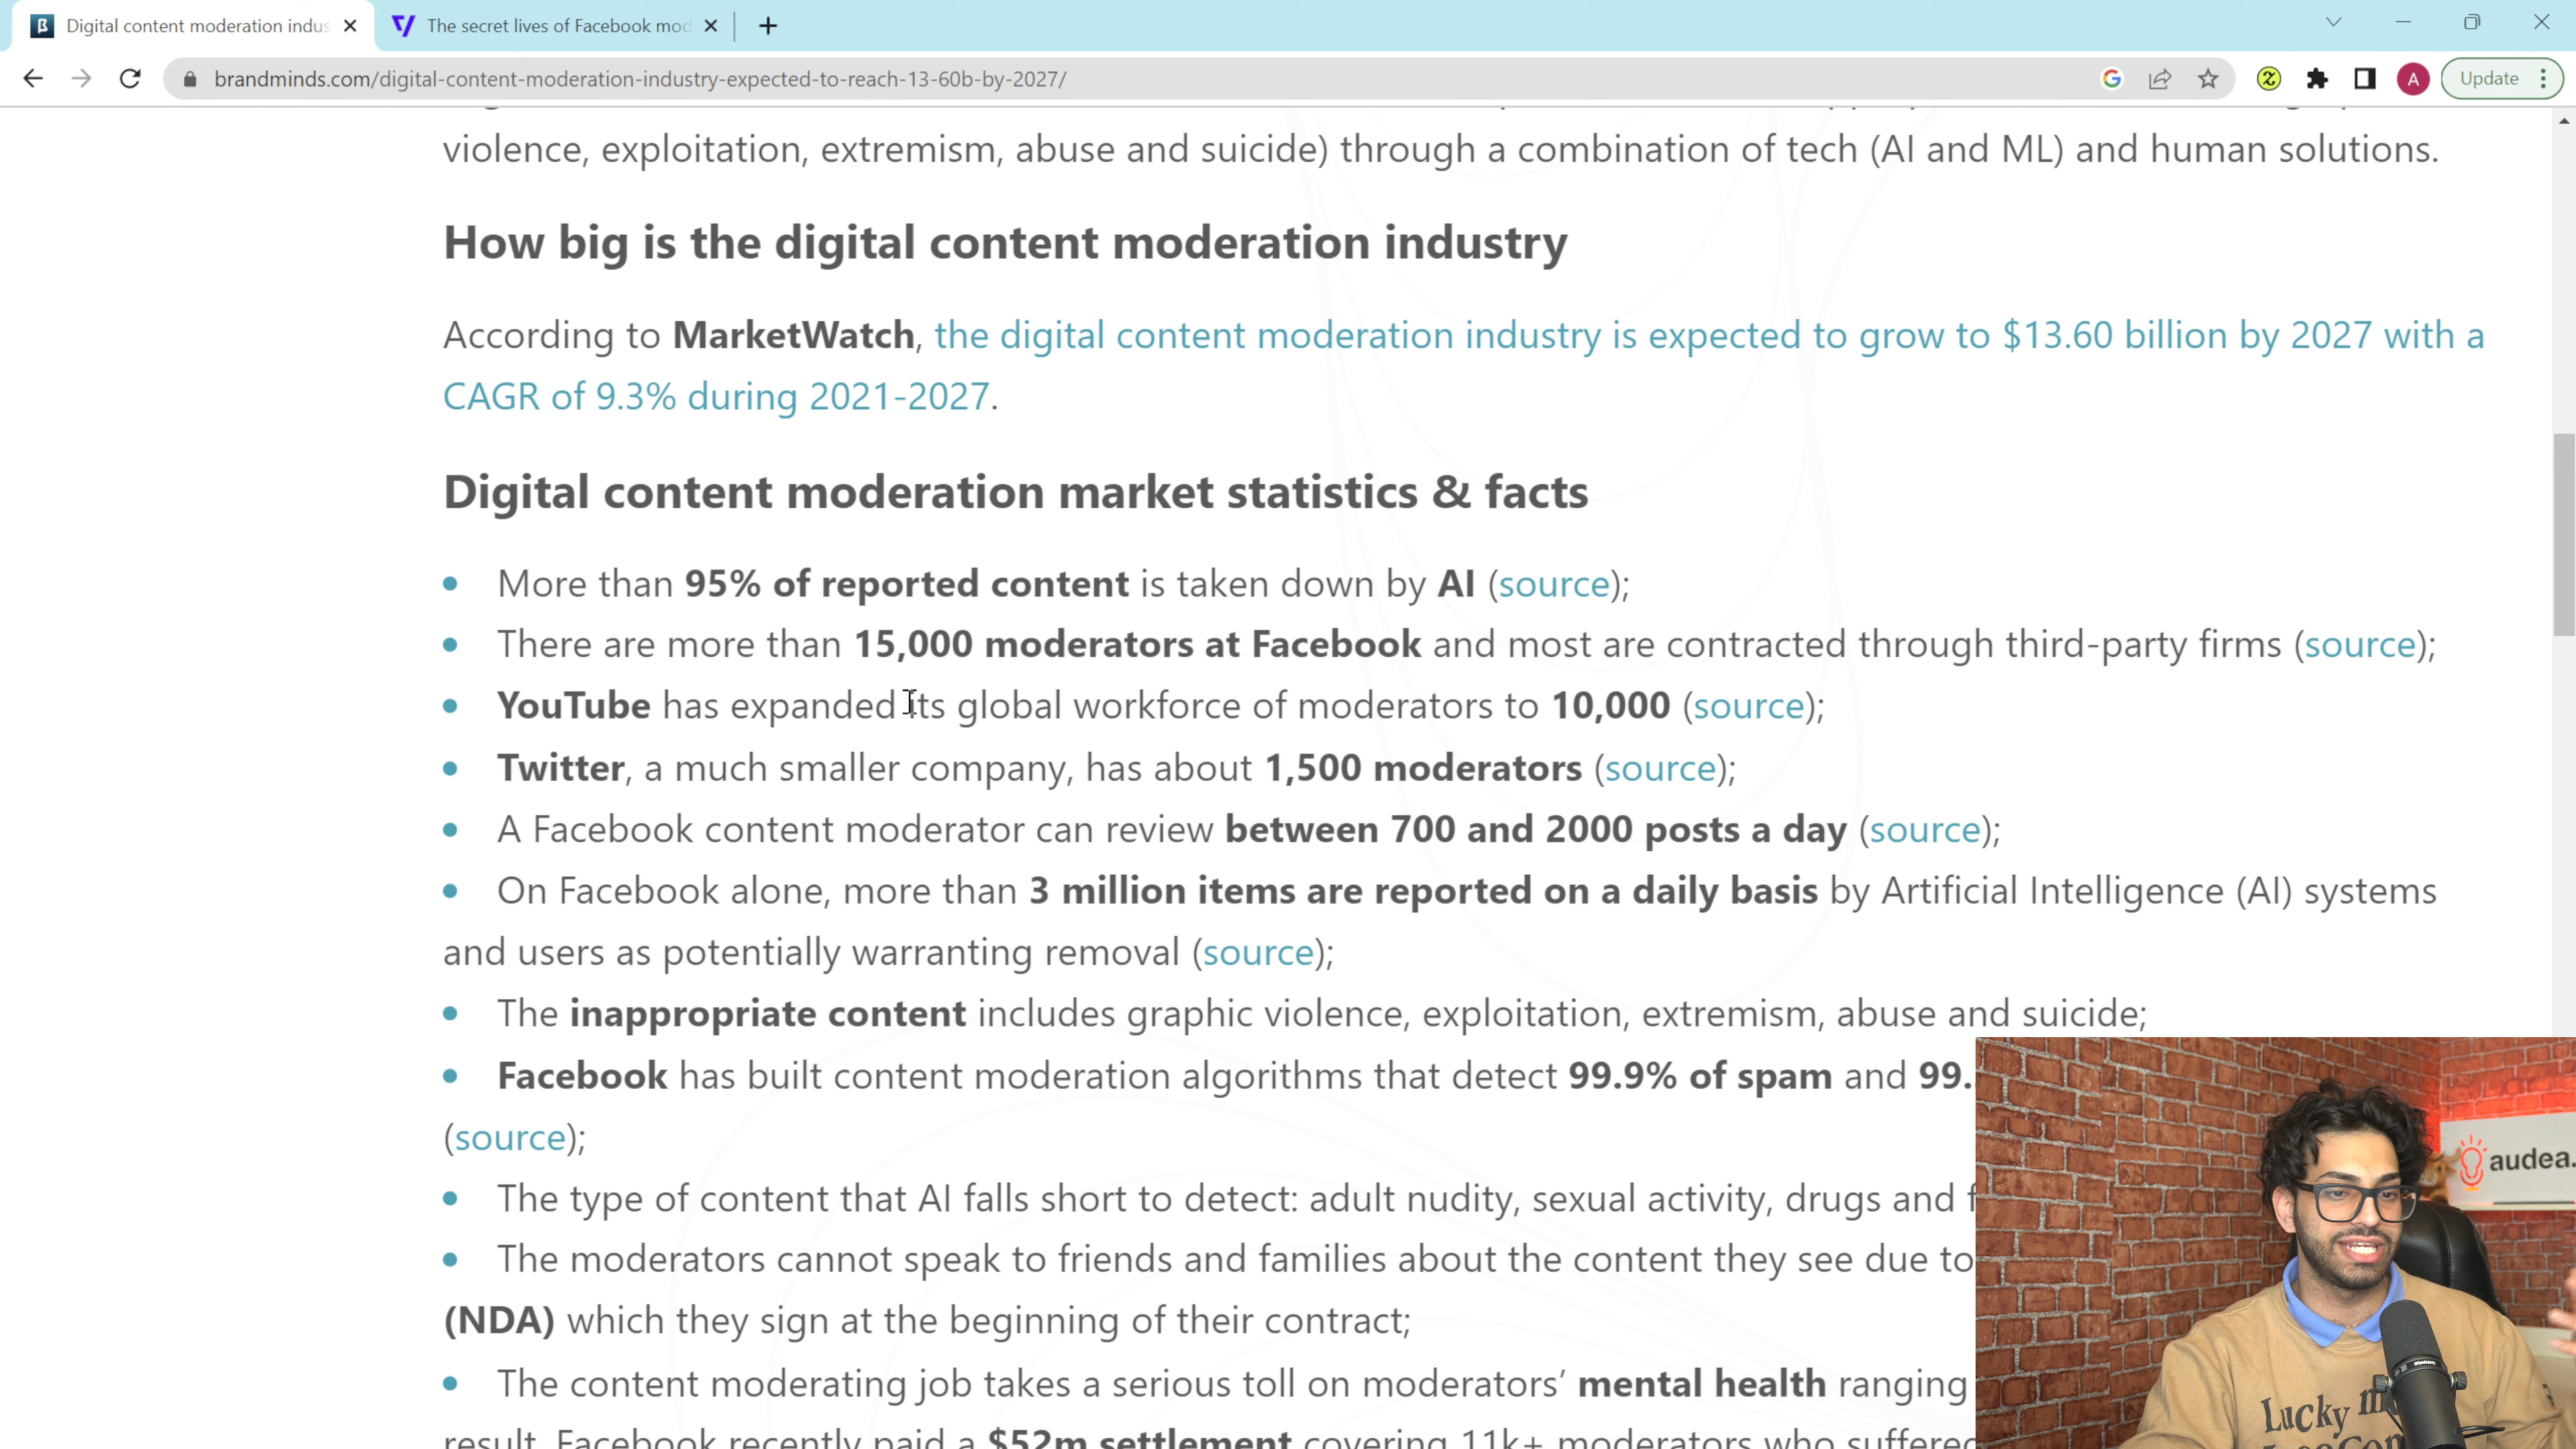 Digital content moderation indus
The secret lives of Facebook mod
brandminds.com/digital-content-moderation-industry-expected-to-reach-13-60b-by-2027/
A
Update
violence, exploitation, extremism, abuse and suicide) through a combination of tech (AI and ML) and human solutions.
How big is the digital content moderation industry
According to MarketWatch, the digital content moderation industry is expected to grow to $13.60 billion by 2027 with a
CAGR of 9.3% during 2021-2027.
Digital content moderation market statistics & facts
• More than 95% of reported content is taken down by AI (source);
• There are more than 15,000 moderators at Facebook and most are contracted through third-party firms (source);
• YouTube has expanded its global workforce of moderators to 10,000 (source);
• Twitter, a much smaller company, has about 1,500 moderators (source);
• A Facebook content moderator can review between 700 and 2000 posts a day (source);
• On Facebook alone, more than 3 million items are reported on a daily basis by Artificial Intelligence (AI) systems
and users as potentially warranting removal (source);
• The inappropriate content includes graphic violence, exploitation, extremism, abuse and suicide;
• Facebook has built content moderation algorithms that detect 99.9% of spam and 99.
(source);
• The type of content that AI falls short to detect: adult nudity, sexual activity, drugs and f
• The moderators cannot speak to friends and families about the content they see due to
(NDA) which they sign at the beginning of their contract;
• The content moderating job takes a serious toll on moderators' mental health ranging
result, Facebook recently paid a $52m settlement covering 11k+ moderators who suffered
audea.
Lucky